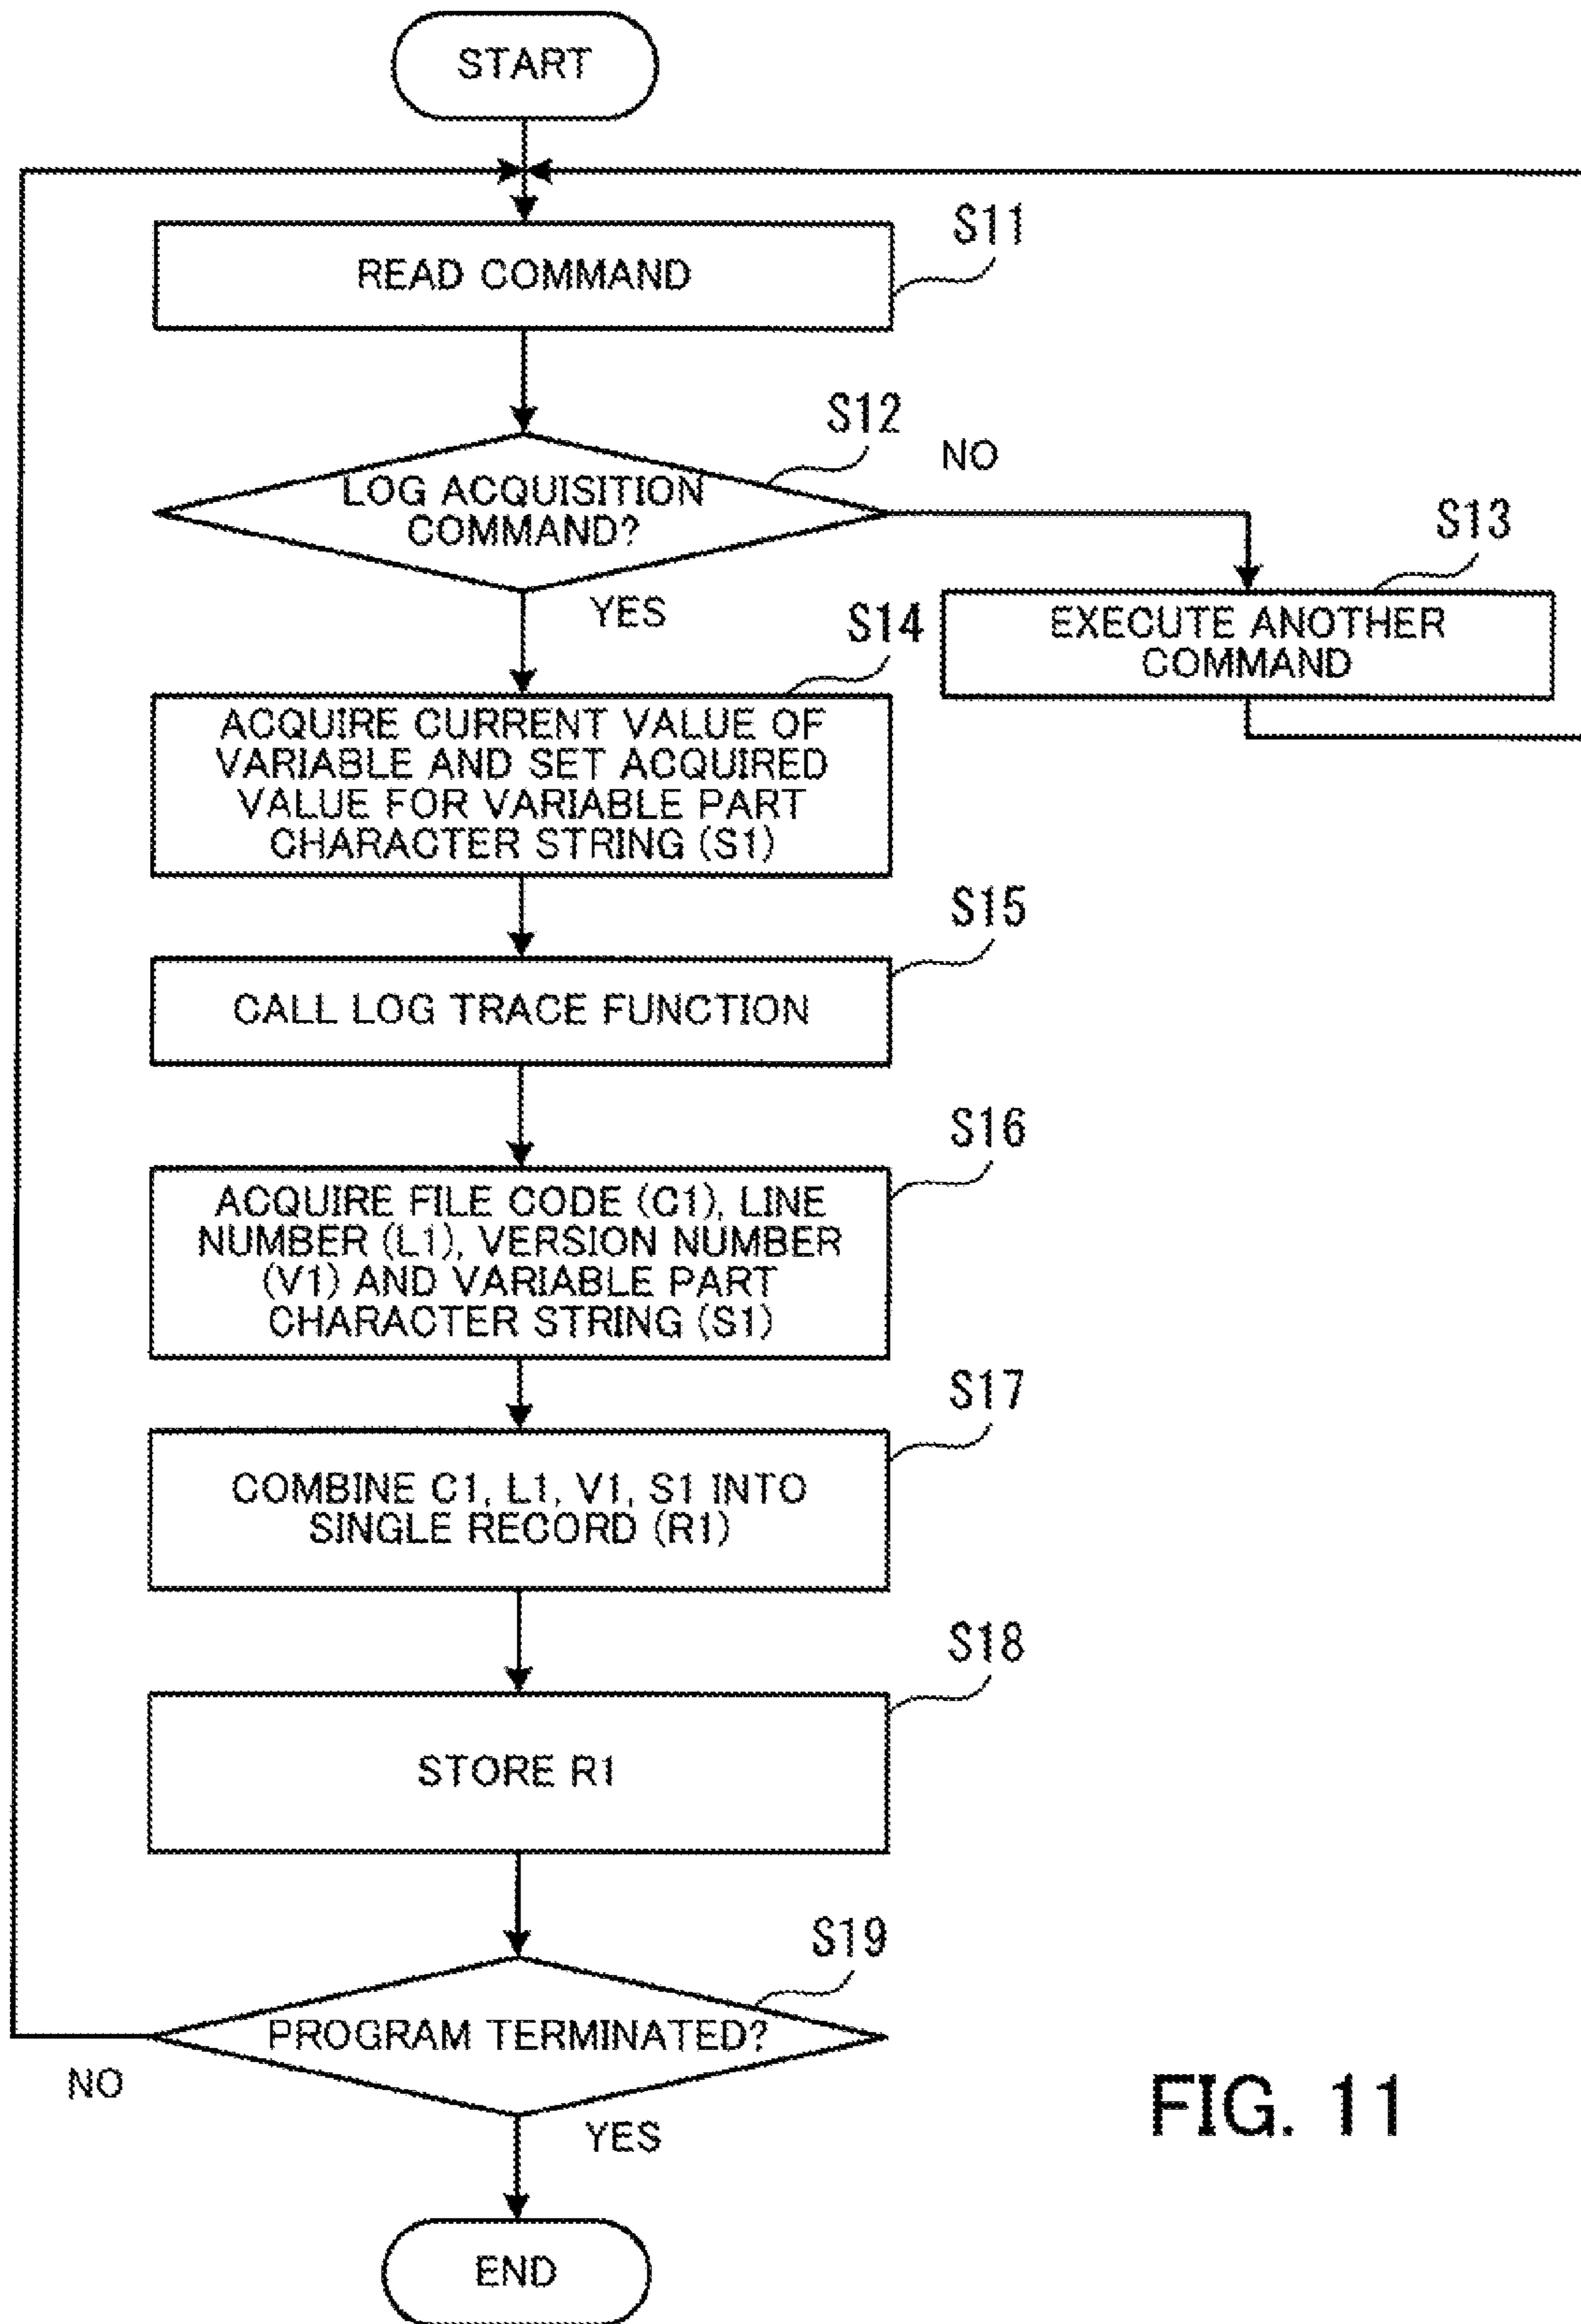 START
S11
READ COMMAND
S12
NO
LOG ACQUISITION
COMMAND?
S13
YES
EXECUTE ANOTHER
COMMAND
S14
ACQUIRE CURRENT VALUE OF
VARIABLE AND SET ACQUIRED
VALUE FOR VARIABLE PART
CHARACTER STRING (S1)
S15
CALL LOG TRACE FUNCTION
S16
ACQUIRE FILE CODE (C1), LINE
NUMBER (L1), VERSION NUMBER
(V1) AND VARIABLE PART
CHARACTER STRING (S1)
S17
COMBINE C1, L1, V1, S1 INTO
SINGLE RECORD (R1)
S18
STORE R1
S19
PROGRAM TERMINATED?
NO
YES
END
FIG. 11